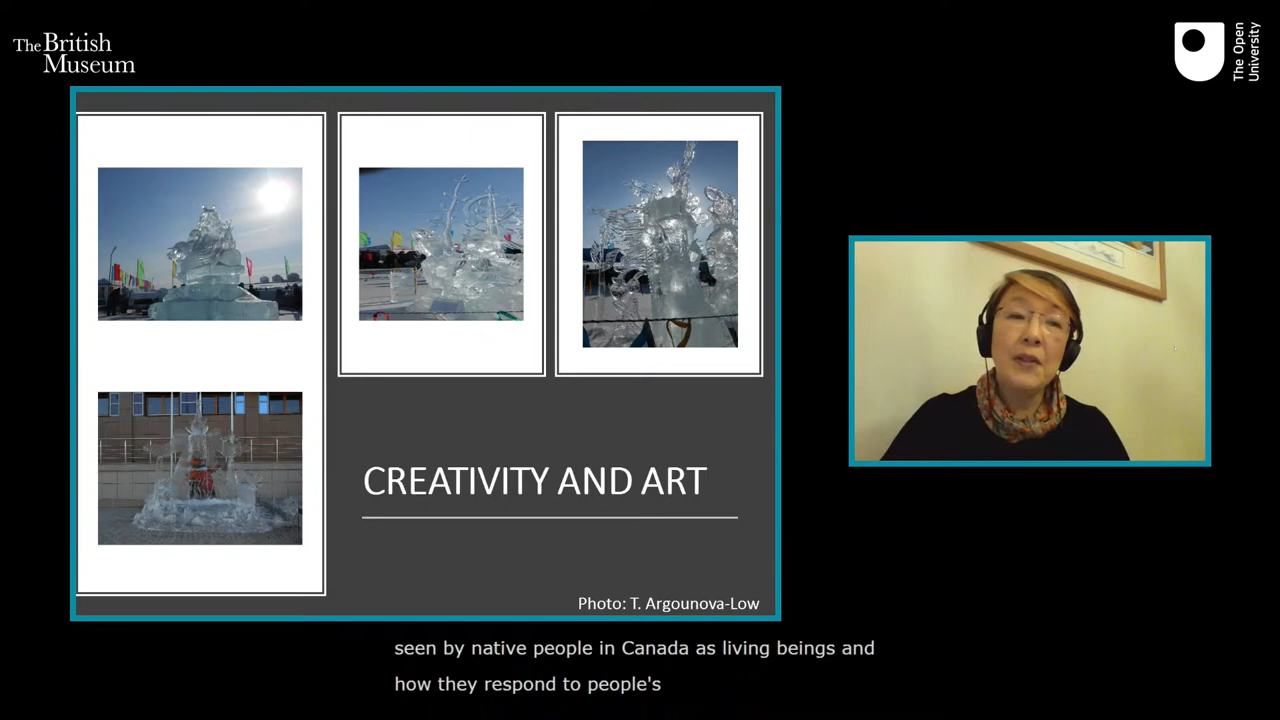 The British
Museum
The Open
University
CREATIVITY AND ART
Photo: T. Argounova-Low
seen by native people in Canada as living beings and
how they respond to people's